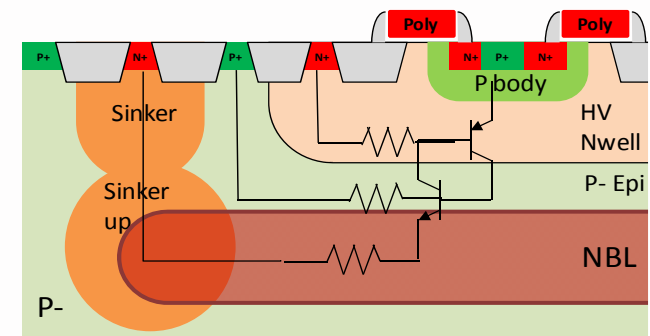 Poly
Poly
P+
N+
P+
N+
N+
P+
N+
P body
Sinker
HV
Nwell
Sinker
up
P- Epi
NBL
P-